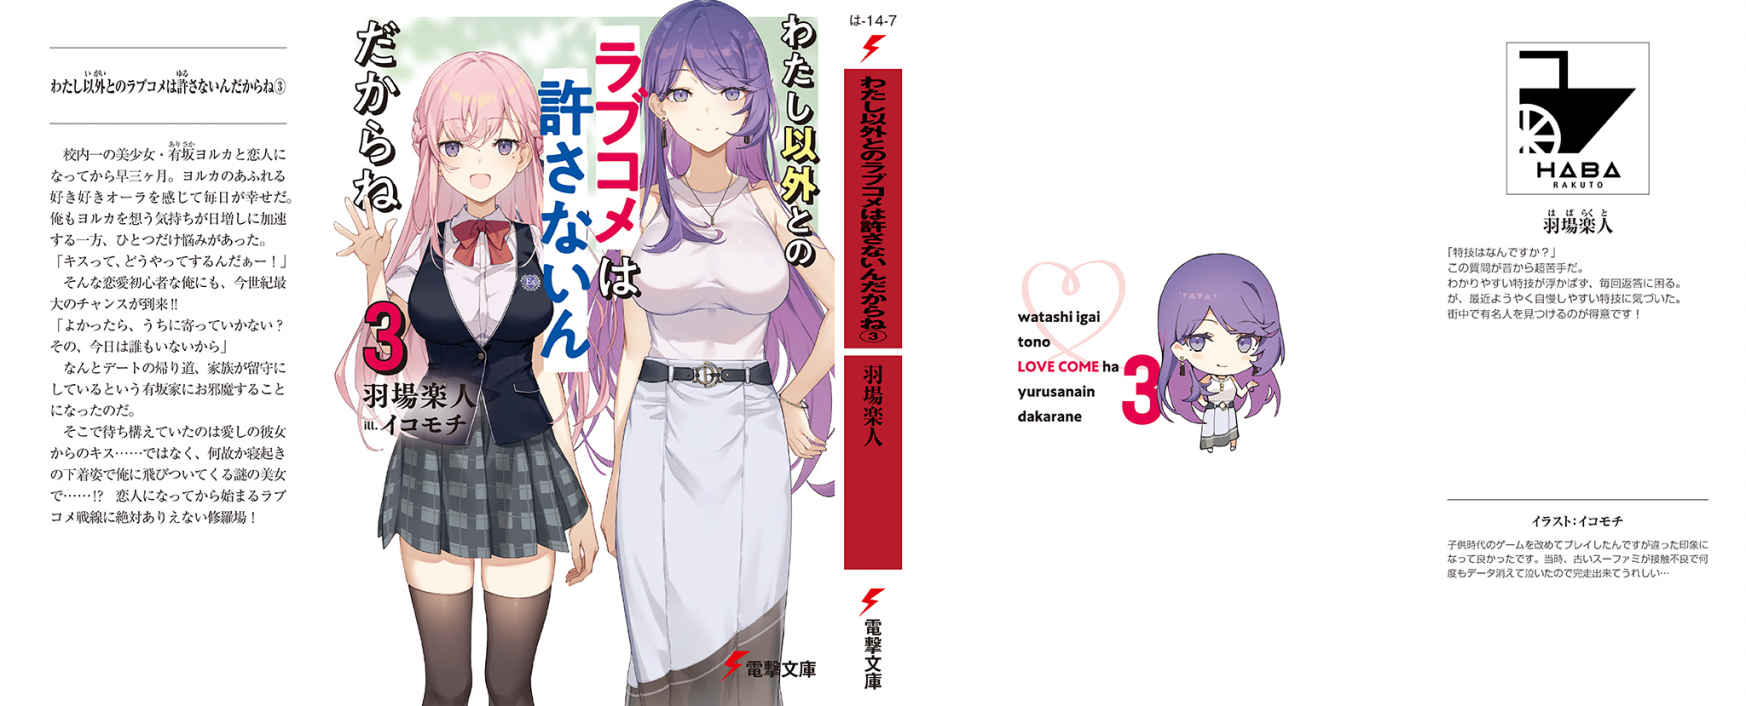 わたし以外とのラブコメは許さないんだからね③
校内一の美少女・有坂ヨルカと恋人に
なってから早三ヶ月。ヨルカのあふれる
好き好きオーラを感じて毎日が幸せだ。
俺もヨルカを想う気持ちが日増しに加速
する一方、ひとつだけ悩みがあった。
「キスって、どうやってするんだぁー！」
そんな恋愛初心者な俺にも、今世紀最
大のチャンスが到来!!
「よかったら、うちに寄っていかない？
その、今日は誰もいないから」
なんとデートの帰り道、家族が留守に
しているという有坂家にお邪魔すること
になったのだ。
そこで待ち構えていたのは愛しの彼女
からのキス……ではなく、何故か寝起き
の下着姿で俺に飛びついてくる謎の美女
で……!?　恋人になってから始まるラブ
コメ戦線に絶対ありえない修羅場！
わたし以外との
ラブコメは
許さないん
だからね
3
羽場楽人
ill.イコモチ
電撃文庫
は-14-7
わたし以外とのラブコメは許さないんだからね③
羽場楽人
電撃文庫
watashi igai
tono
LOVE COME ha
yurusanain
dakarane
3
HABA
RAKUTO
羽場楽人
「特技はなんですか？」
この質問が昔から超苦手だ。
わかりやすい特技が浮かばず、毎回返答に困る。
が、最近ようやく自慢しやすい特技に気づいた。
街中で有名人を見つけるのが得意です！
イラスト：イコモチ
子供時代のゲームを改めてプレイしたんですが違った印象に
なって良かったです。当時、古いスーファミが接触不良で何
度もデータ消えて泣いたので完走出来てうれしい…